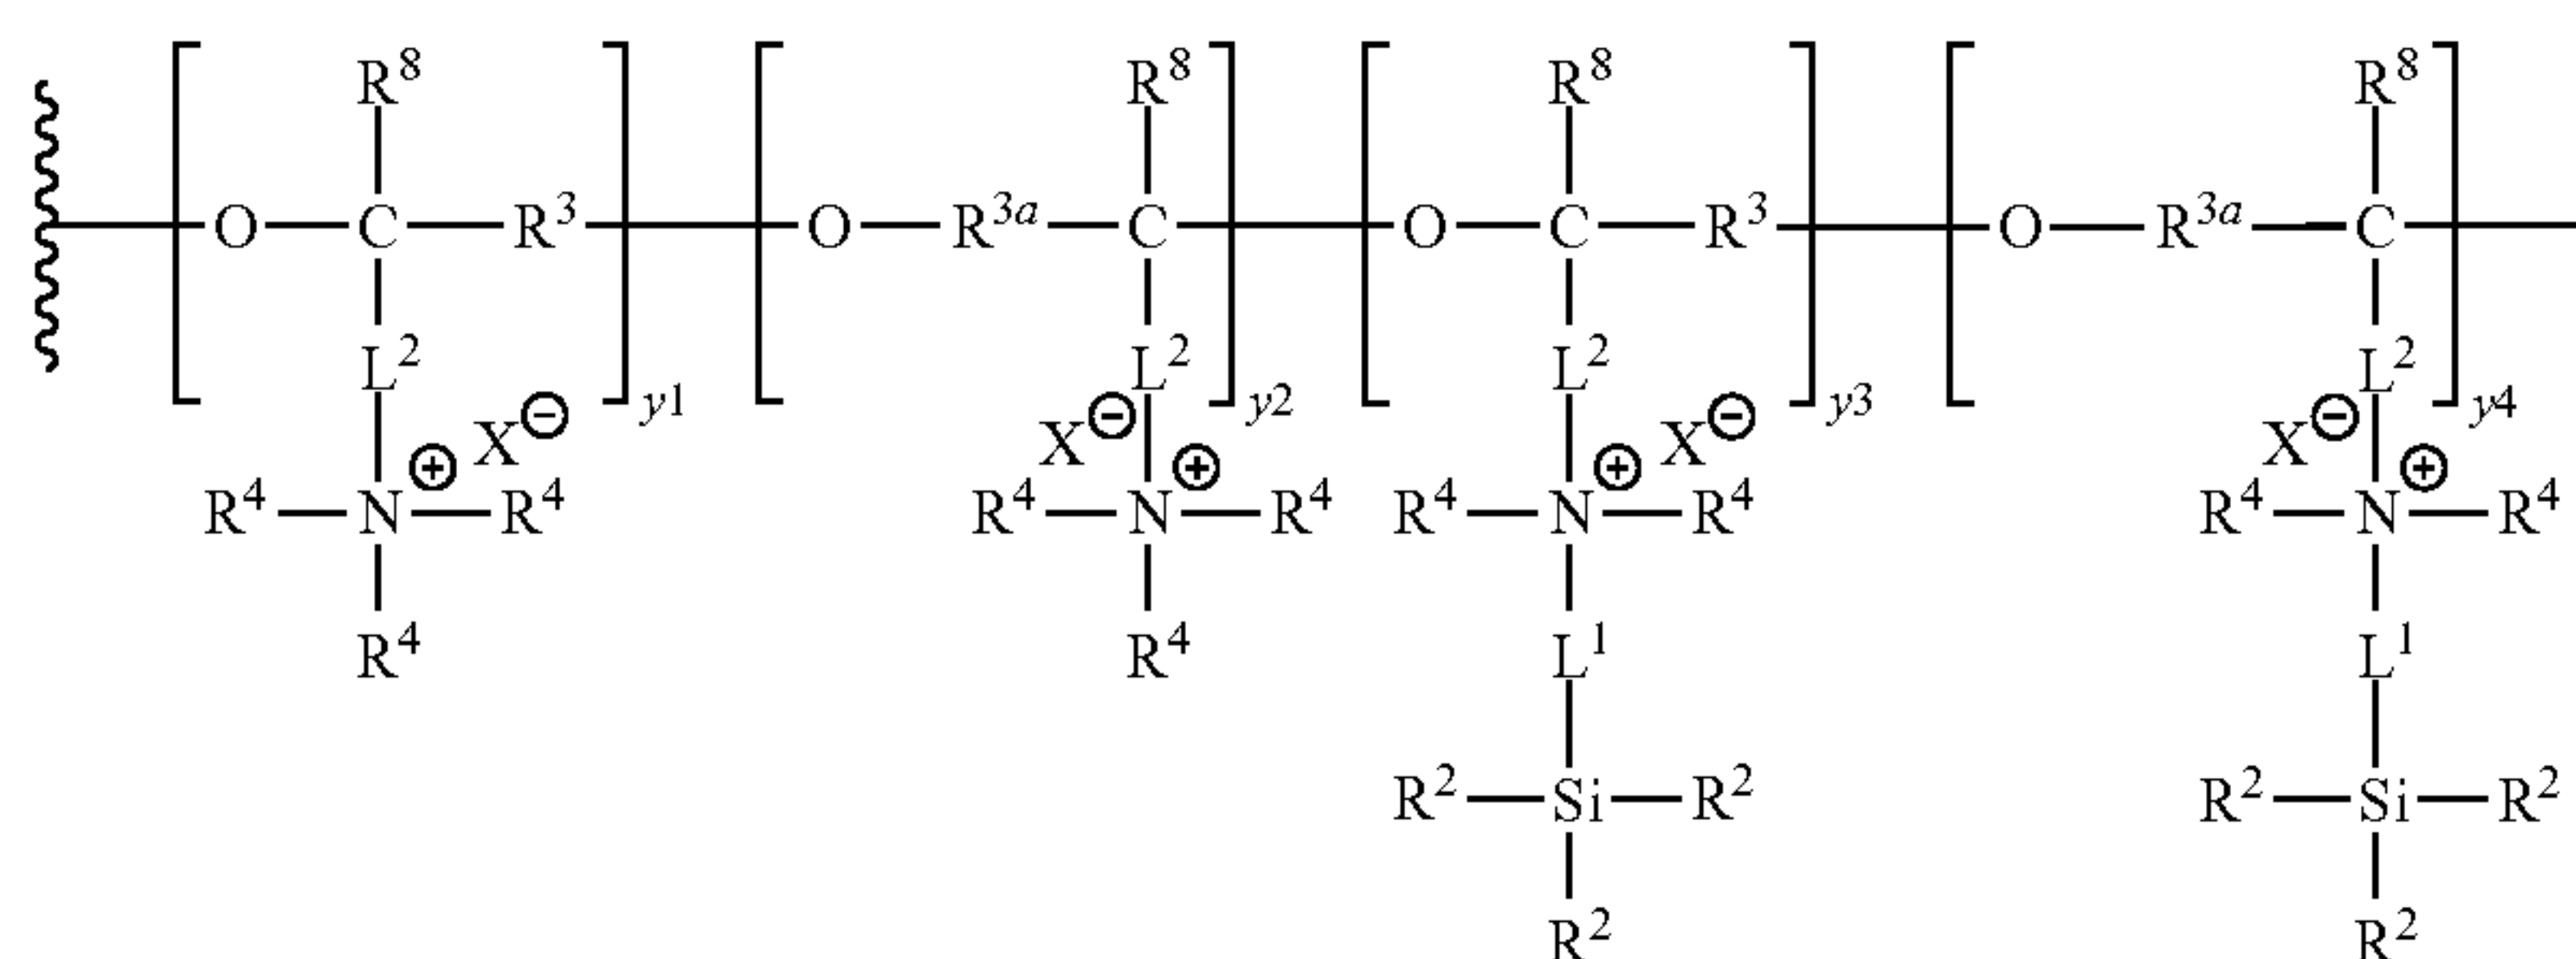 R⁸ R⁸ R⁸ R⁸
O C R³ O R³ᵃ C O C R³ O R³ᵃ C
L² L² L² L²
y1 y2 y3 y4
X⊖ X⊖ X⊖ X⊖
R⁴ N⊕ R⁴ R⁴ N⊕ R⁴ R⁴ N⊕ R⁴ R⁴ N⊕ R⁴
R⁴ R⁴ L¹ L¹
R² Si R² R² Si R²
R² R²